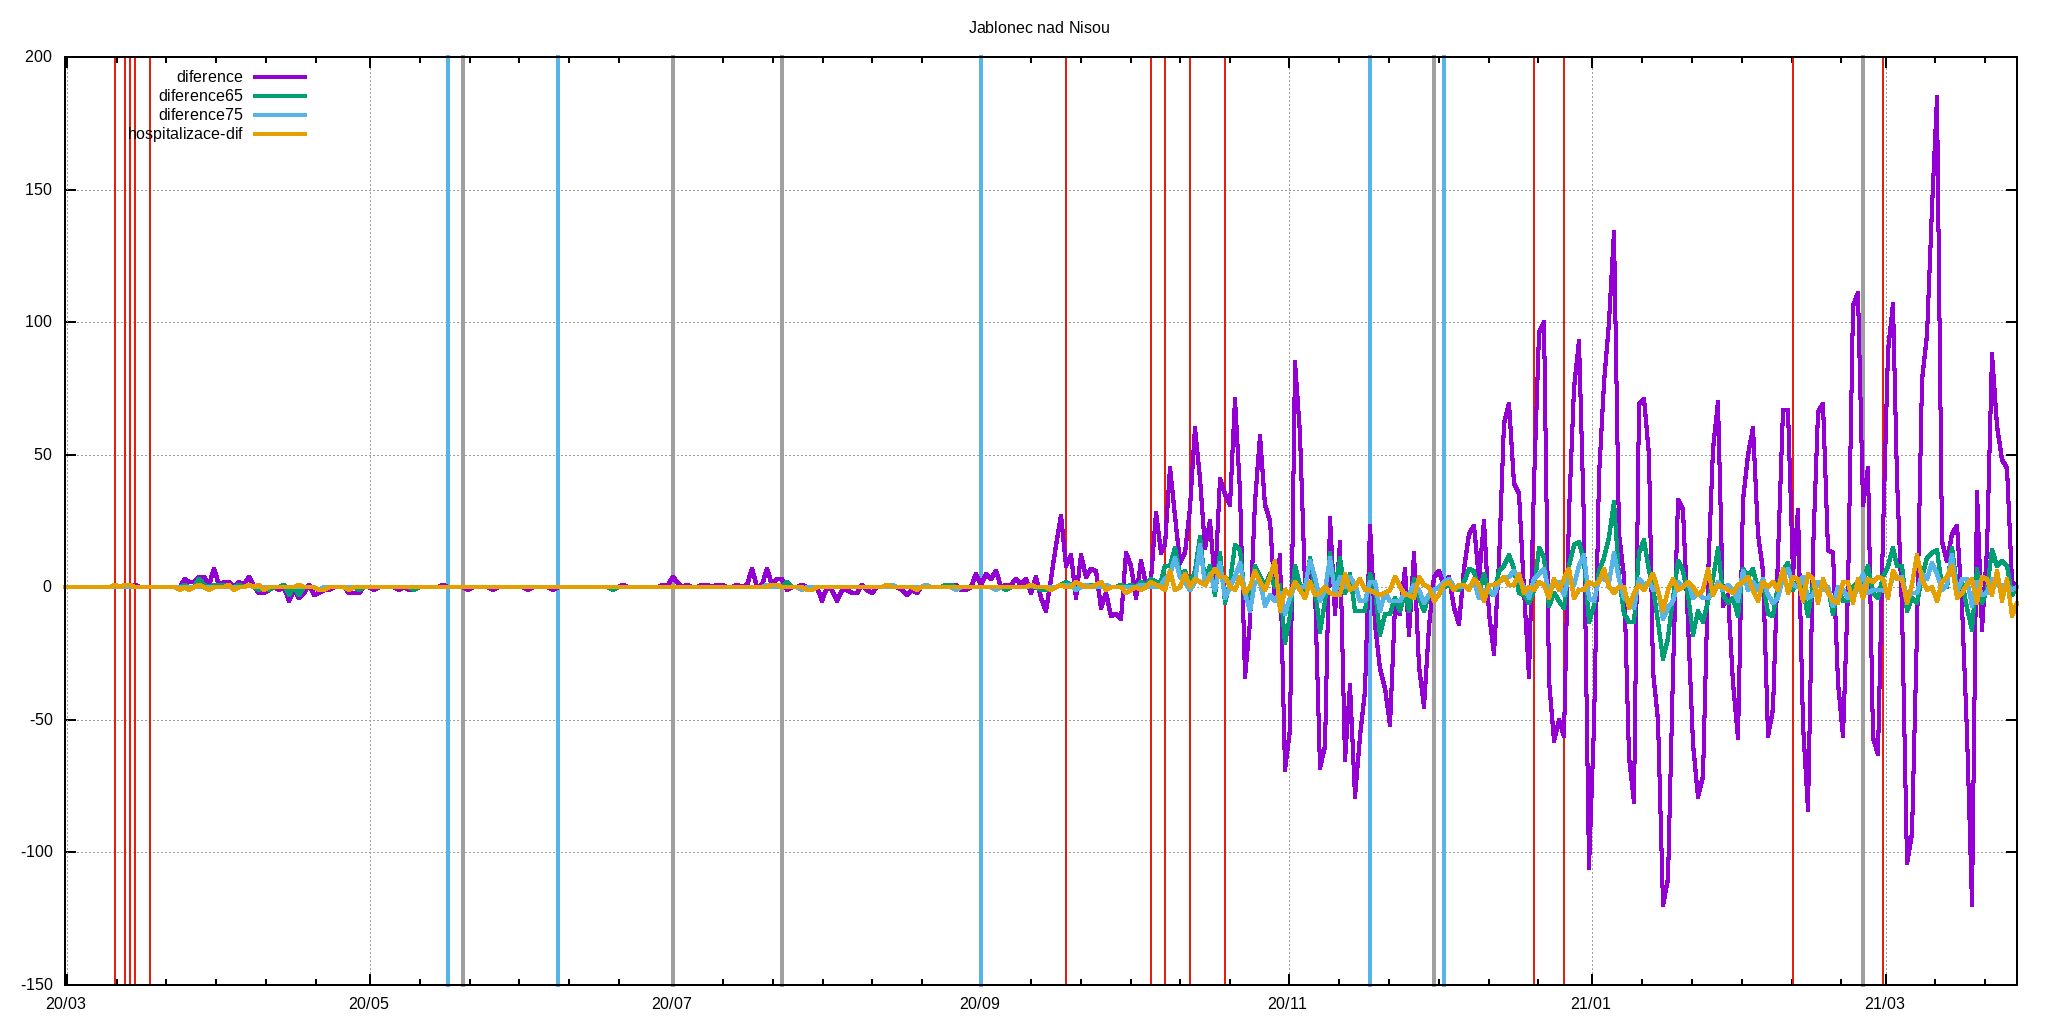 Jablonec nad Nisou
200
150
100
50
0
-50
-100
-150
diference
diference65
diference75
hospitalizace-dif
20/03 20/05 20/07 20/09 20/11 21/01 21/03